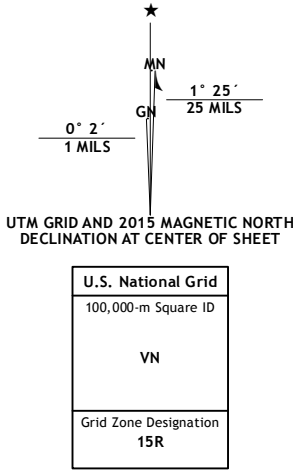 ★
MN
1° 25´
25 MILS
GN
0° 2´
1 MILS
UTM GRID AND 2015 MAGNETIC NORTH
DECLINATION AT CENTER OF SHEET
U.S. National Grid
100,000-m Square ID
VN
Grid Zone Designation
15R